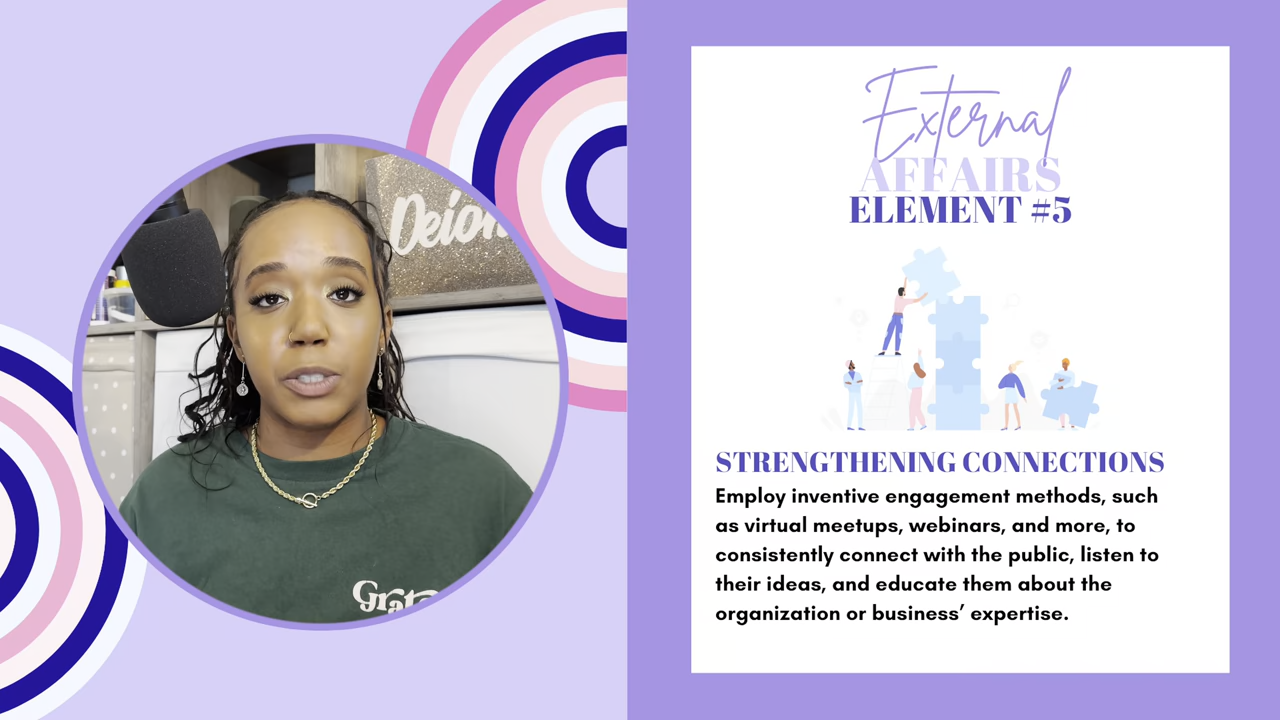 External
AFFAIRS
ELEMENT #5
STRENGTHENING CONNECTIONS
Employ inventive engagement methods, such
as virtual meetups, webinars, and more, to
consistently connect with the public, listen to
their ideas, and educate them about the
organization or business’ expertise.